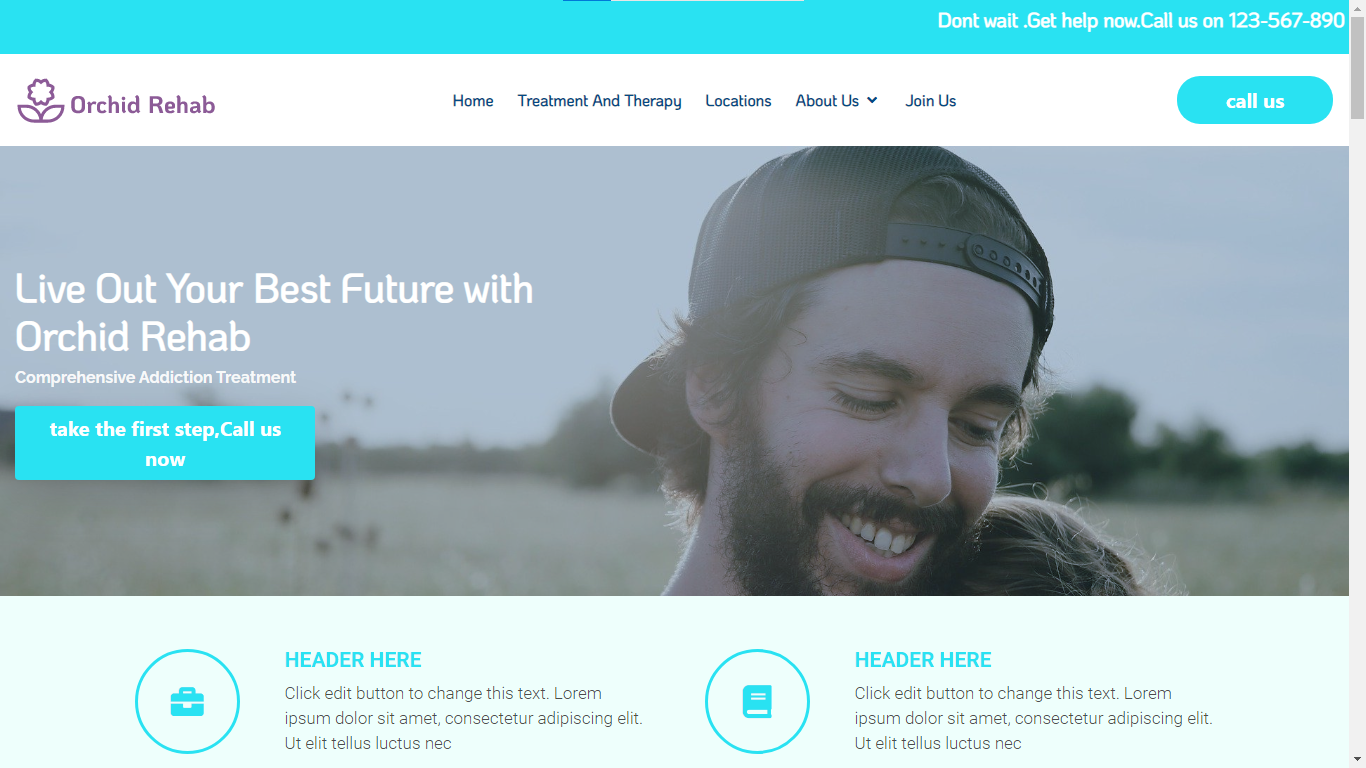 Dont wait .Get help now.Call us on 123-567-890
Orchid Rehab
Home
Treatment And Therapy
Locations
About Us
Join Us
call us
Live Out Your Best Future with
Orchid Rehab
Comprehensive Addiction Treatment
take the first step,Call us
now
HEADER HERE
Click edit button to change this text. Lorem
ipsum dolor sit amet, consectetur adipiscing elit.
Ut elit tellus luctus nec
HEADER HERE
Click edit button to change this text. Lorem
ipsum dolor sit amet, consectetur adipiscing elit.
Ut elit tellus luctus nec